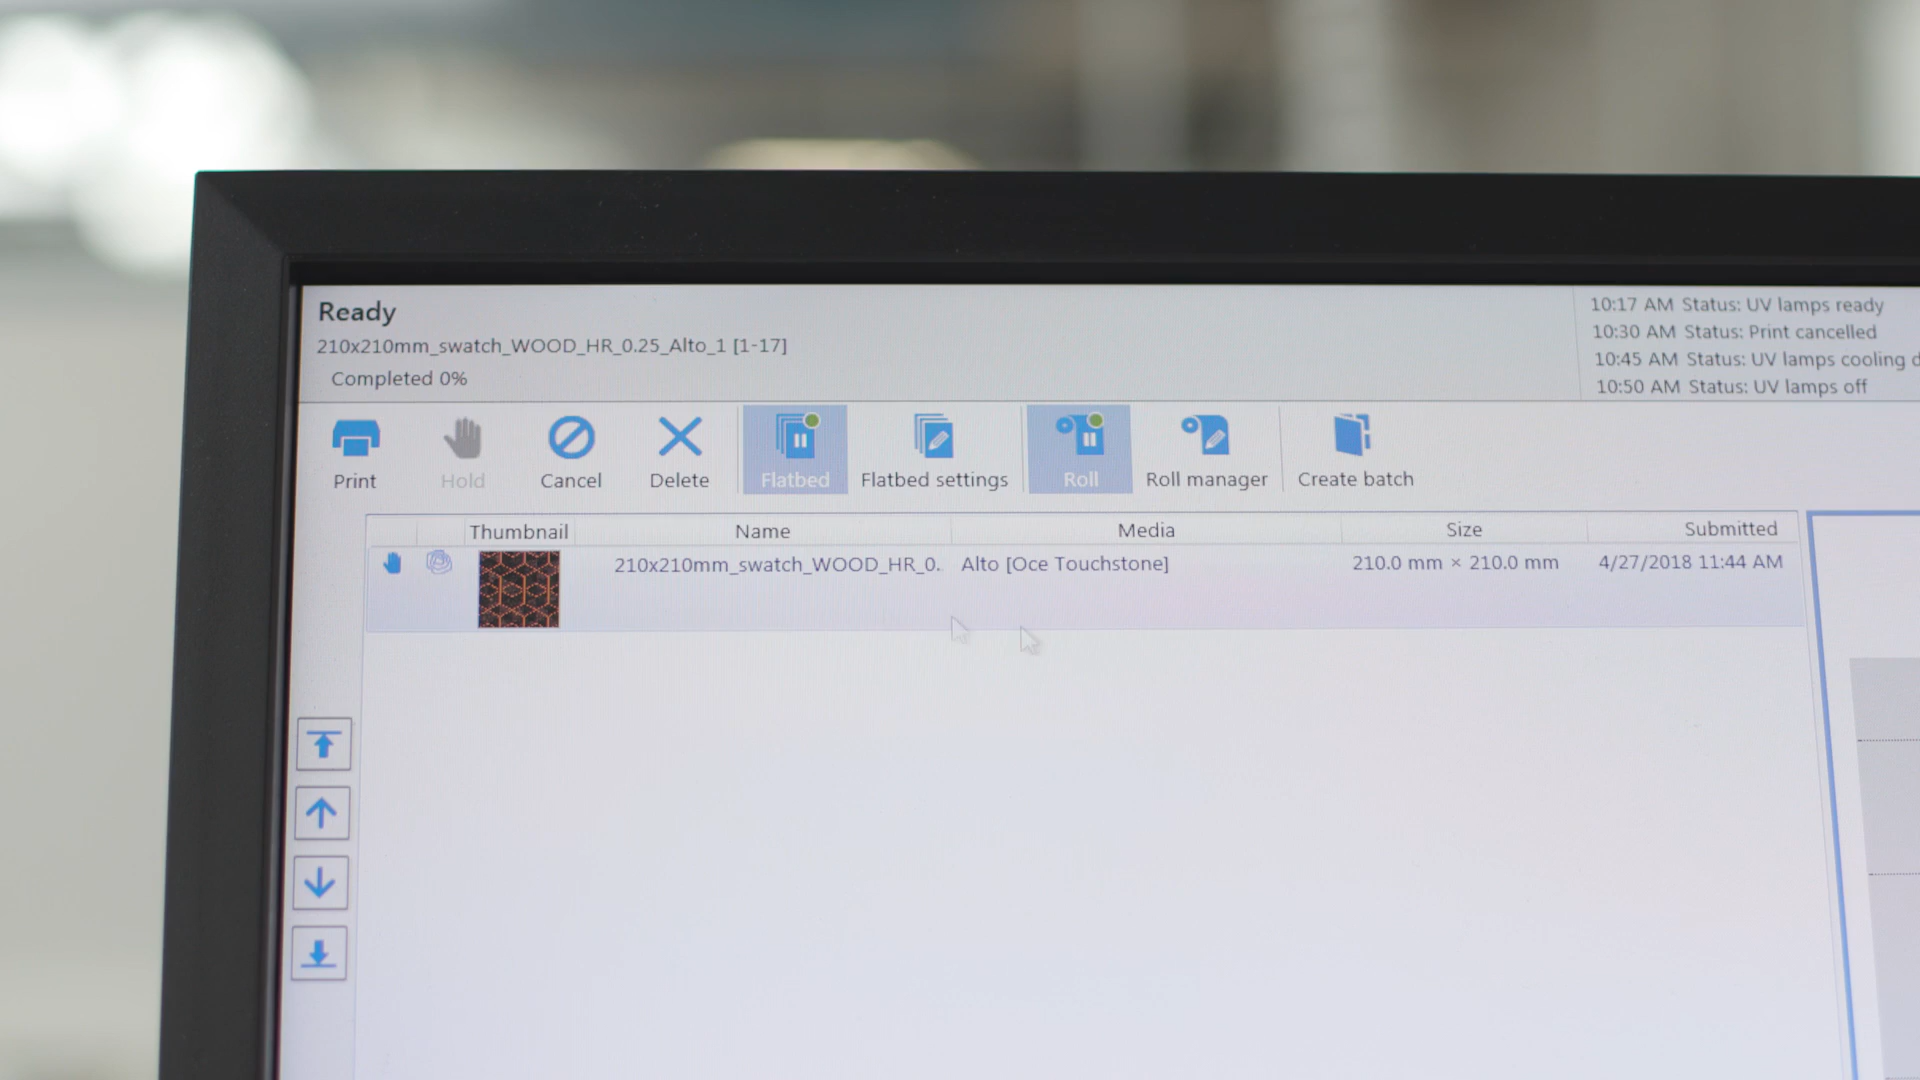 Ready
210x210mm_swatch_WOOD_HR_0.25_Alto_1 [1-17]
Completed 0%
10:17 AM Status: UV lamps ready
10:30 AM Status: Print cancelled
10:45 AM Status: UV lamps cooling
10:50 AM Status: UV lamps off
Print
Hold
Cancel
Delete
Flatbed
Flatbed settings
Roll
Roll manager
Create batch
Thumbnail Name Media Size Submitted
210x210mm_swatch_WOOD_HR_0. Alto [Oce Touchstone] 210.0 mm × 210.0 mm 4/27/2018 11:44 AM